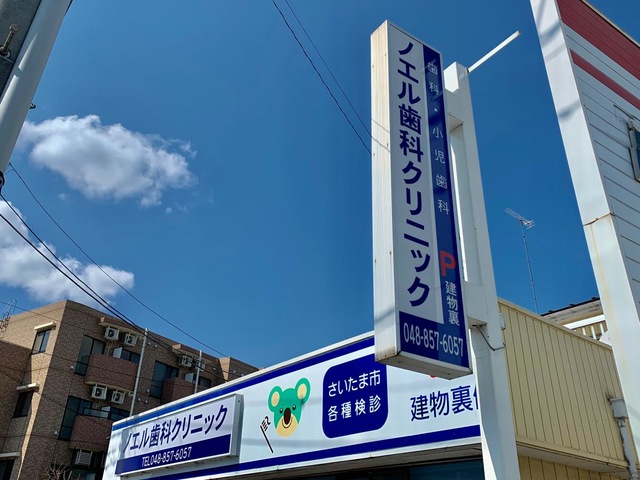 ノエル歯科クリニック
歯科・小児歯科
P
建物裏
048-857-6057
さいたま市
各種検診
建物裏
ノエル歯科クリニック
TEL048-857-6057